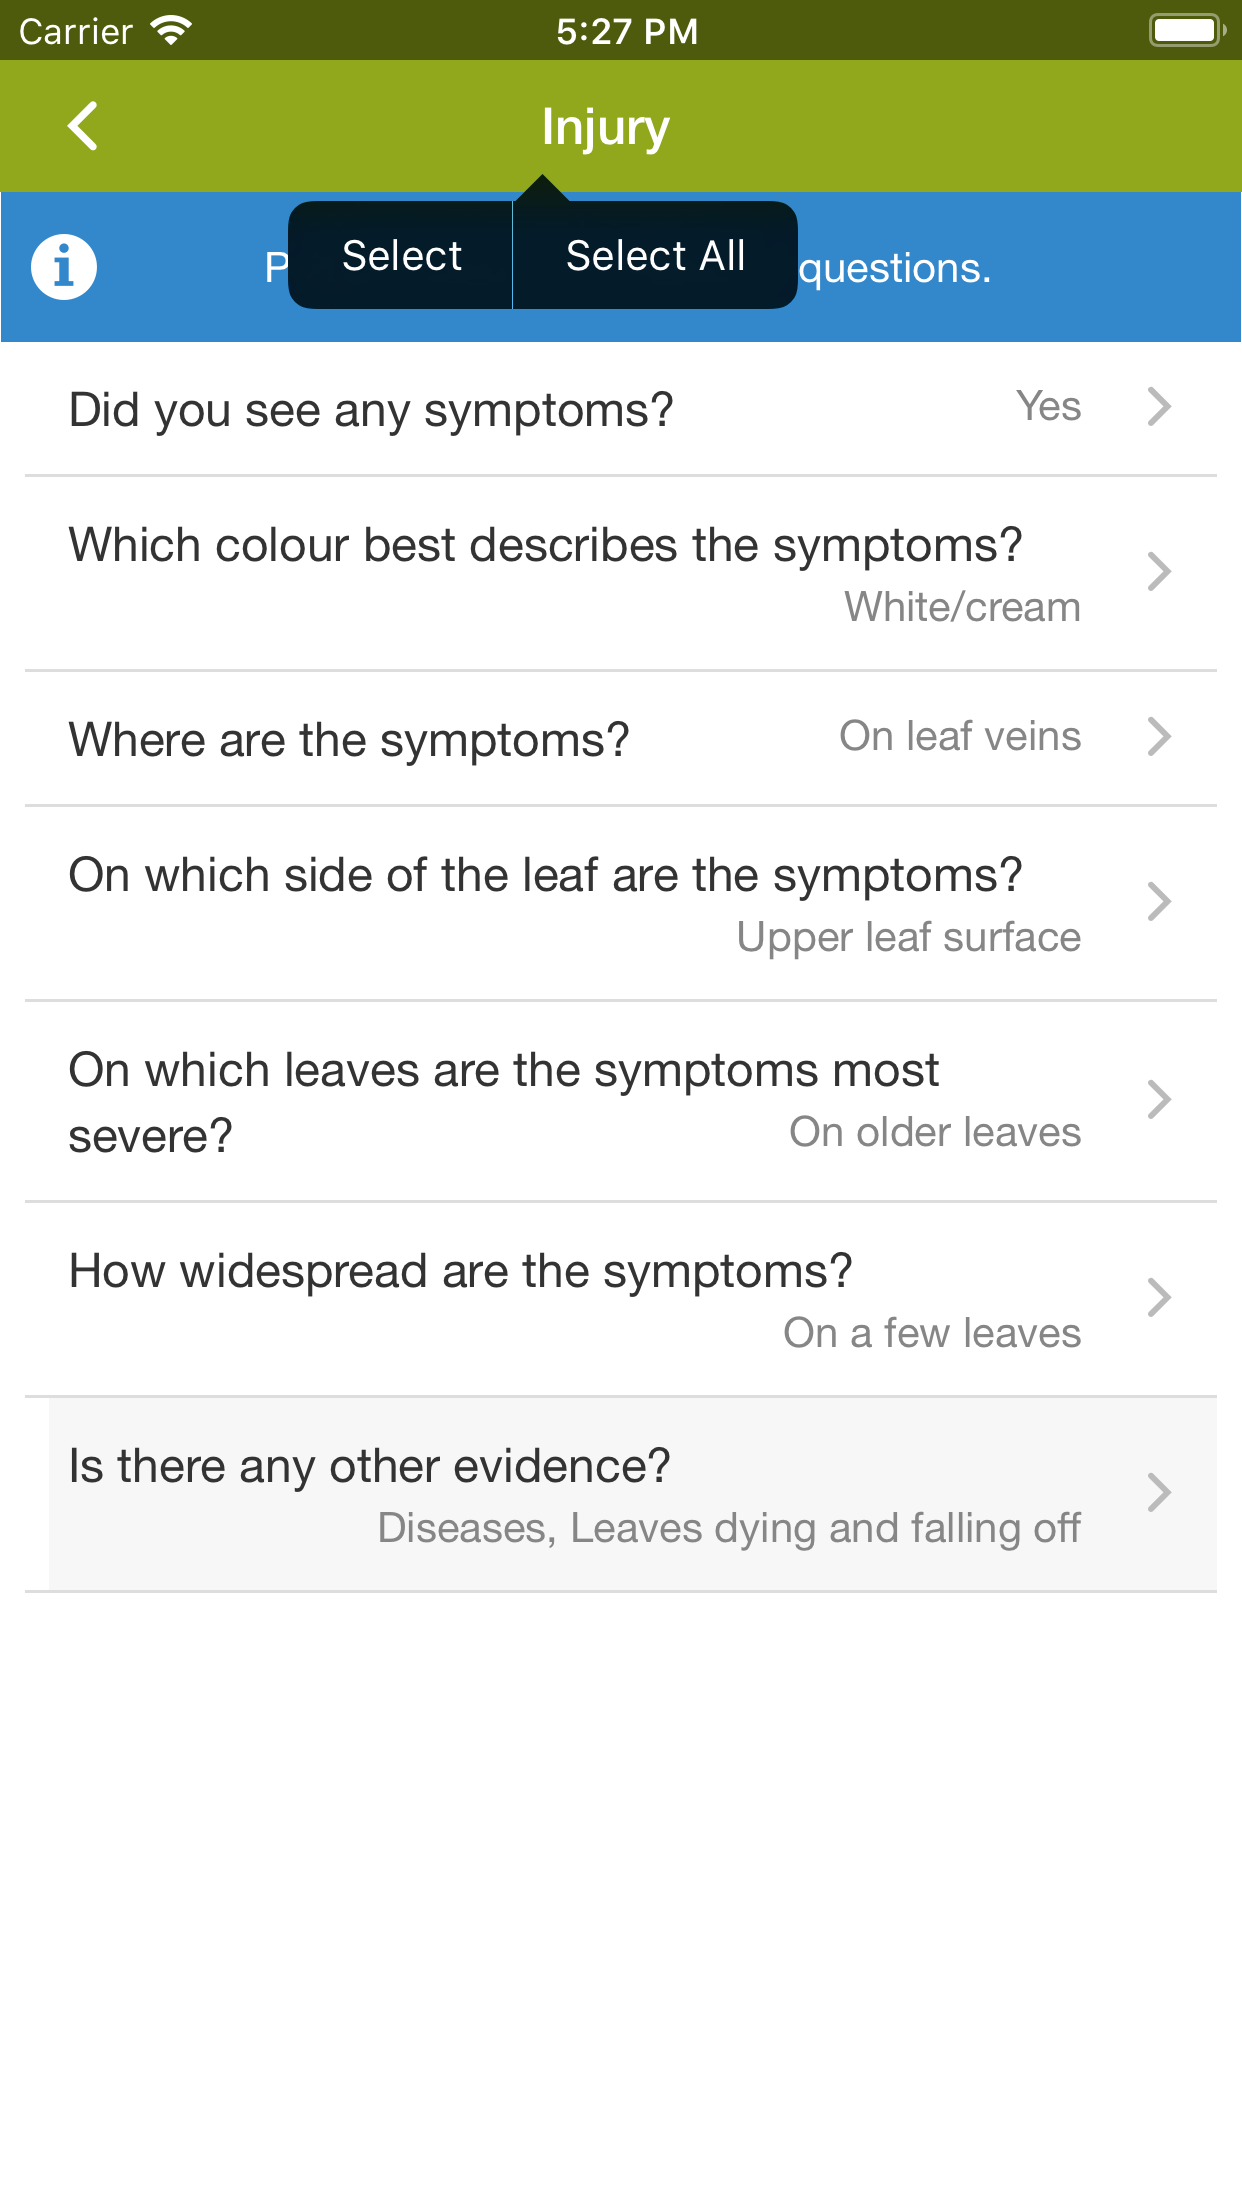 Carrier 5:27 PM
Injury
Select Select All
questions.
Did you see any symptoms? Yes
Which colour best describes the symptoms?
White/cream
Where are the symptoms? On leaf veins
On which side of the leaf are the symptoms?
Upper leaf surface
On which leaves are the symptoms most
severe? On older leaves
How widespread are the symptoms?
On a few leaves
Is there any other evidence?
Diseases, Leaves dying and falling off